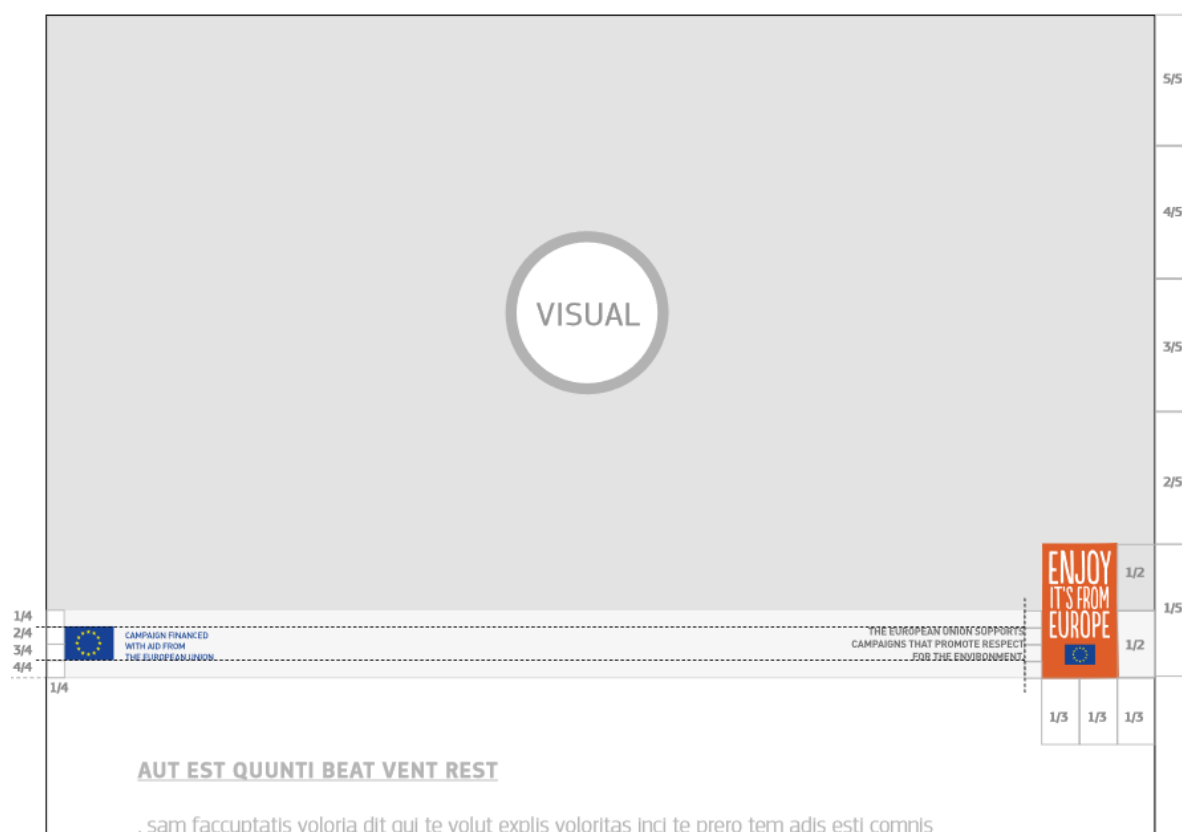 5/5
4/5
3/5
VISUAL
2/5
ENJOY
IT'S FROM
EUROPE
1/2
1/5
1/2
1/4
2/4
3/4
4/4
1/4
CAMPAIGN FINANCED
WITH AID FROM
THE EUROPEAN UNION
THE EUROPEAN UNION SUPPORTS
CAMPAIGNS THAT PROMOTE RESPECT
FOR THE ENVIRONMENT.
1/3 1/3 1/3
AUT EST QUUNTI BEAT VENT REST
, sam faccuptatis voloria dit qui te volut explis voloritas inci te prero tem adis esti comnis